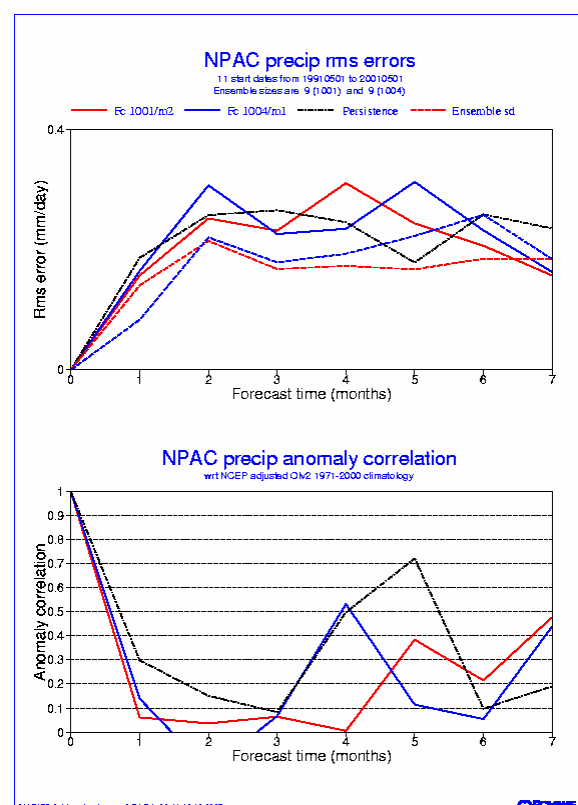 NPAC precip rms errors
11 start dates from 19910501 to 20010501
Ensemble sizes are 9 (1001) and 9 (1004)
Fc 1001/m2 Fc 1004/m1 Persistence Ensemble sd
0.4
0
Rms error (mm/day)
0 1 2 3 4 5 6 7
Forecast time (months)
NPAC precip anomaly correlation
wrt NCEP adjusted OIv2 1971-2000 climatology
1
0.9
0.8
0.7
0.6
0.5
0.4
0.3
0.2
0.1
0
Anomaly correlation
0 1 2 3 4 5 6 7
Forecast time (months)